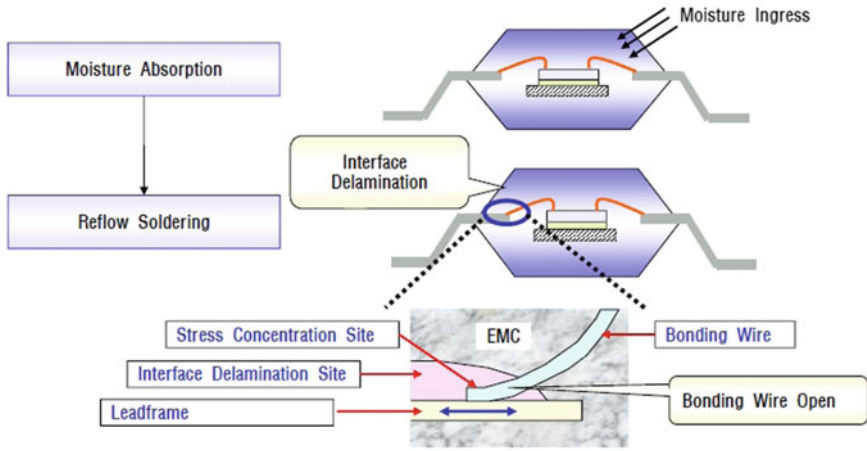 Moisture Absorption
Moisture Ingress
Interface
Delamination
Reflow Soldering
Stress Concentration Site
EMC
Bonding Wire
Interface Delamination Site
Leadframe
Bonding Wire Open